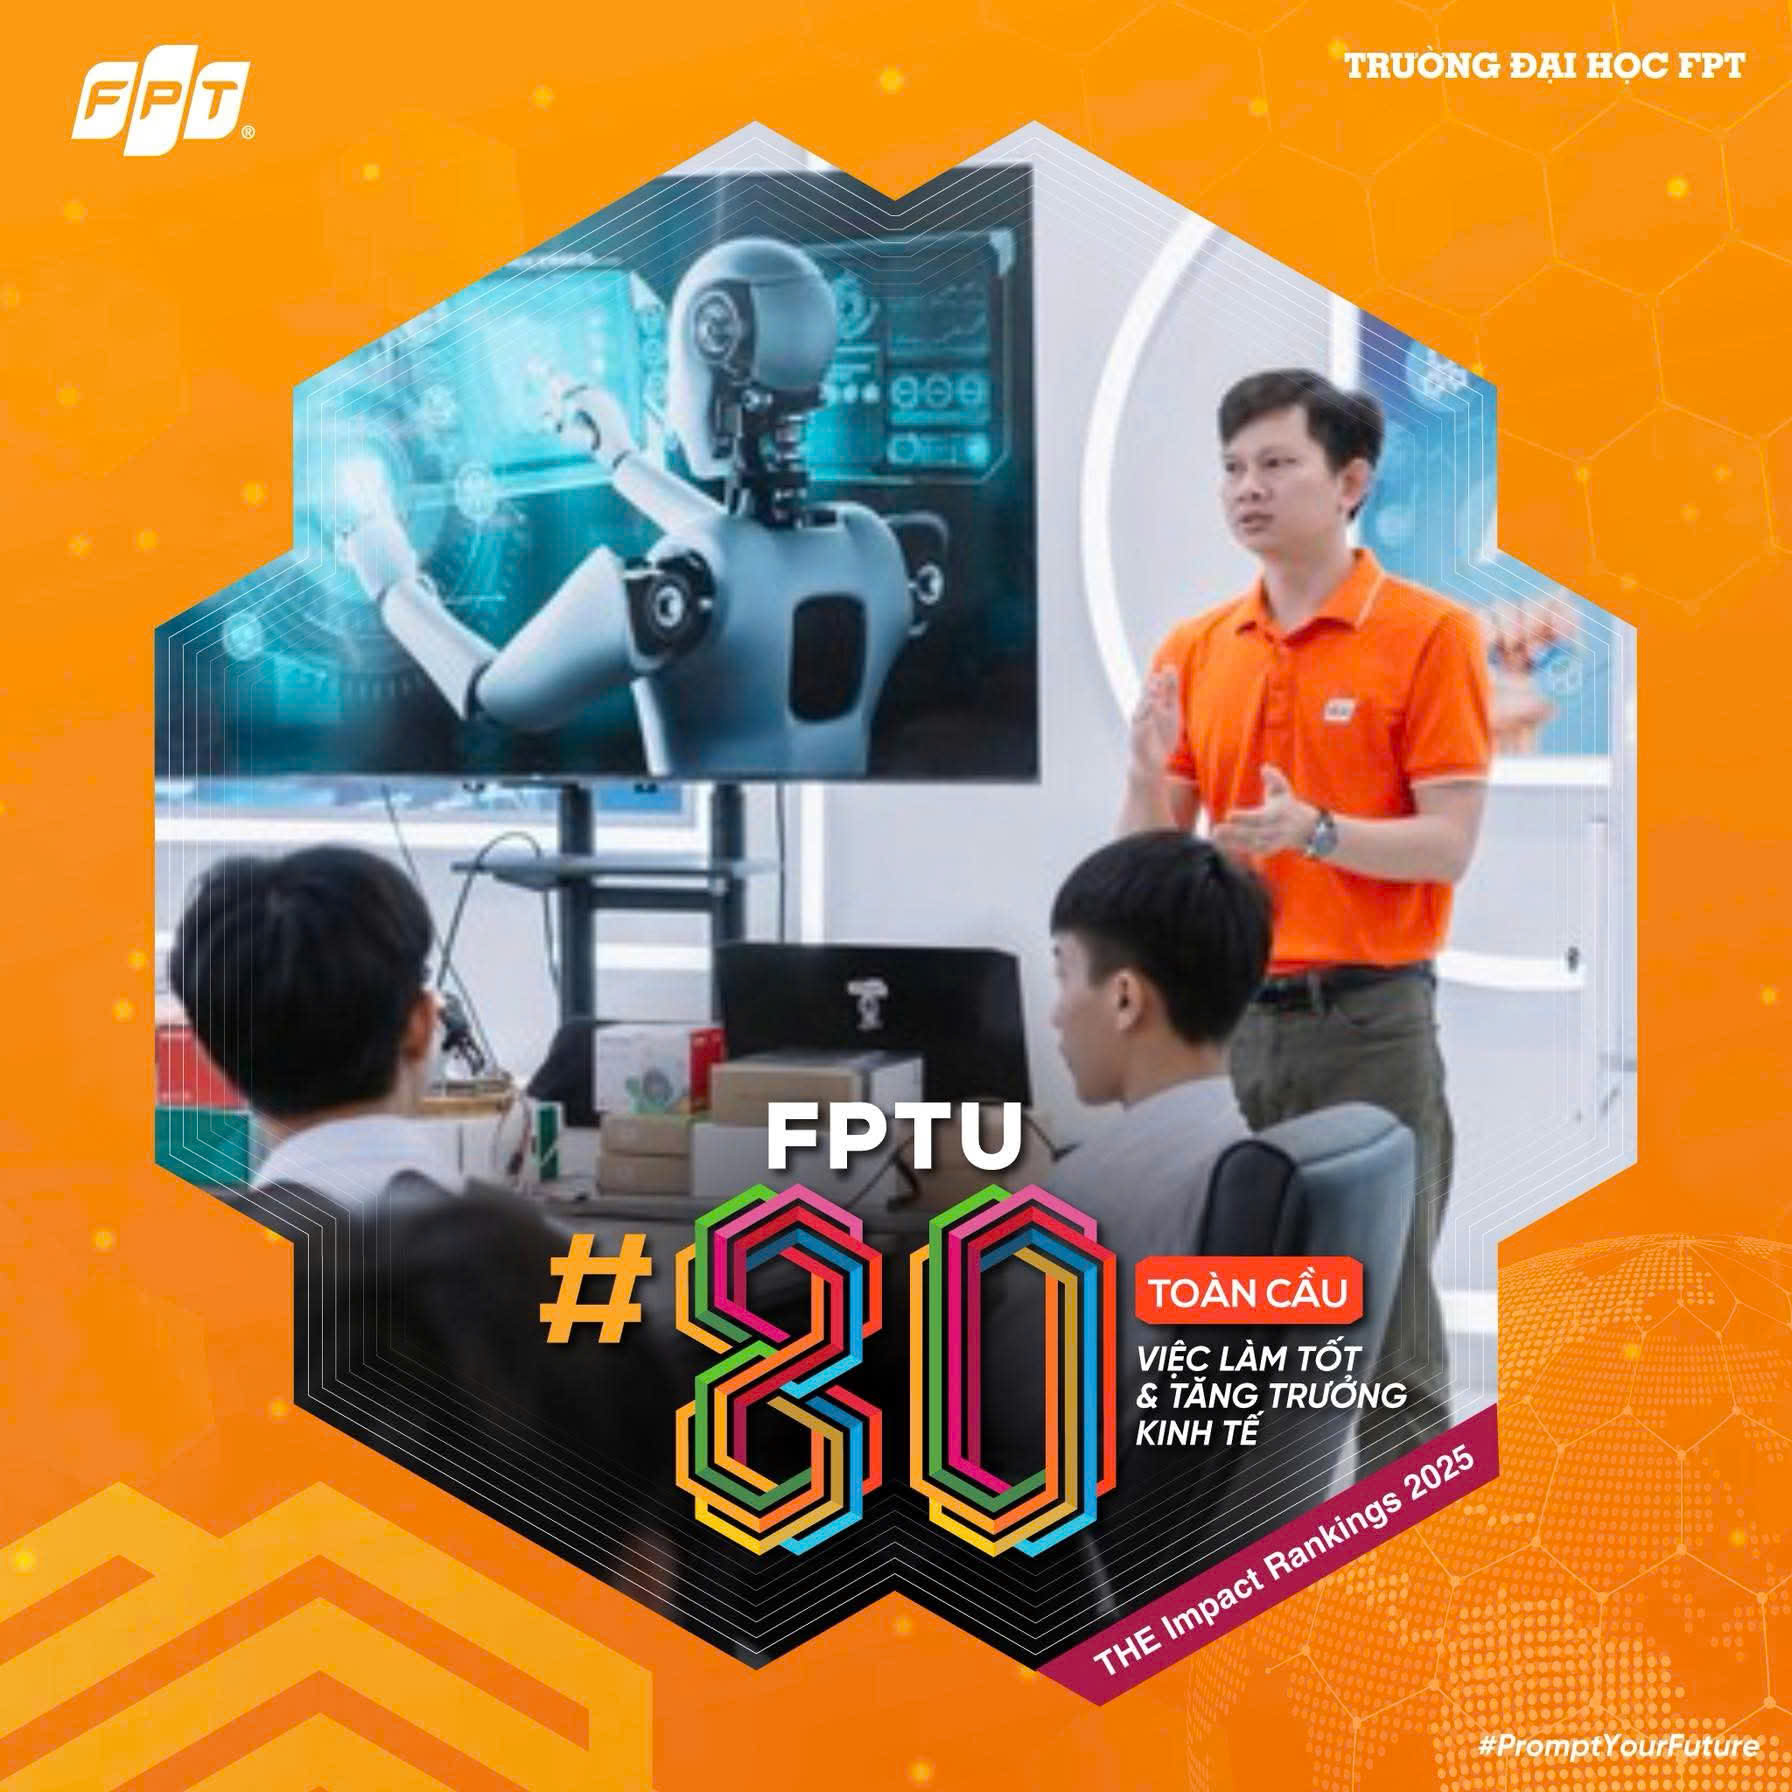 FPT®
TRƯỜNG ĐẠI HỌC FPT
FPTU
#80
TOÀN CẦU
VIỆC LÀM TỐT
& TĂNG TRƯỞNG
KINH TẾ
THE Impact Rankings 2025
#PromptYourFuture